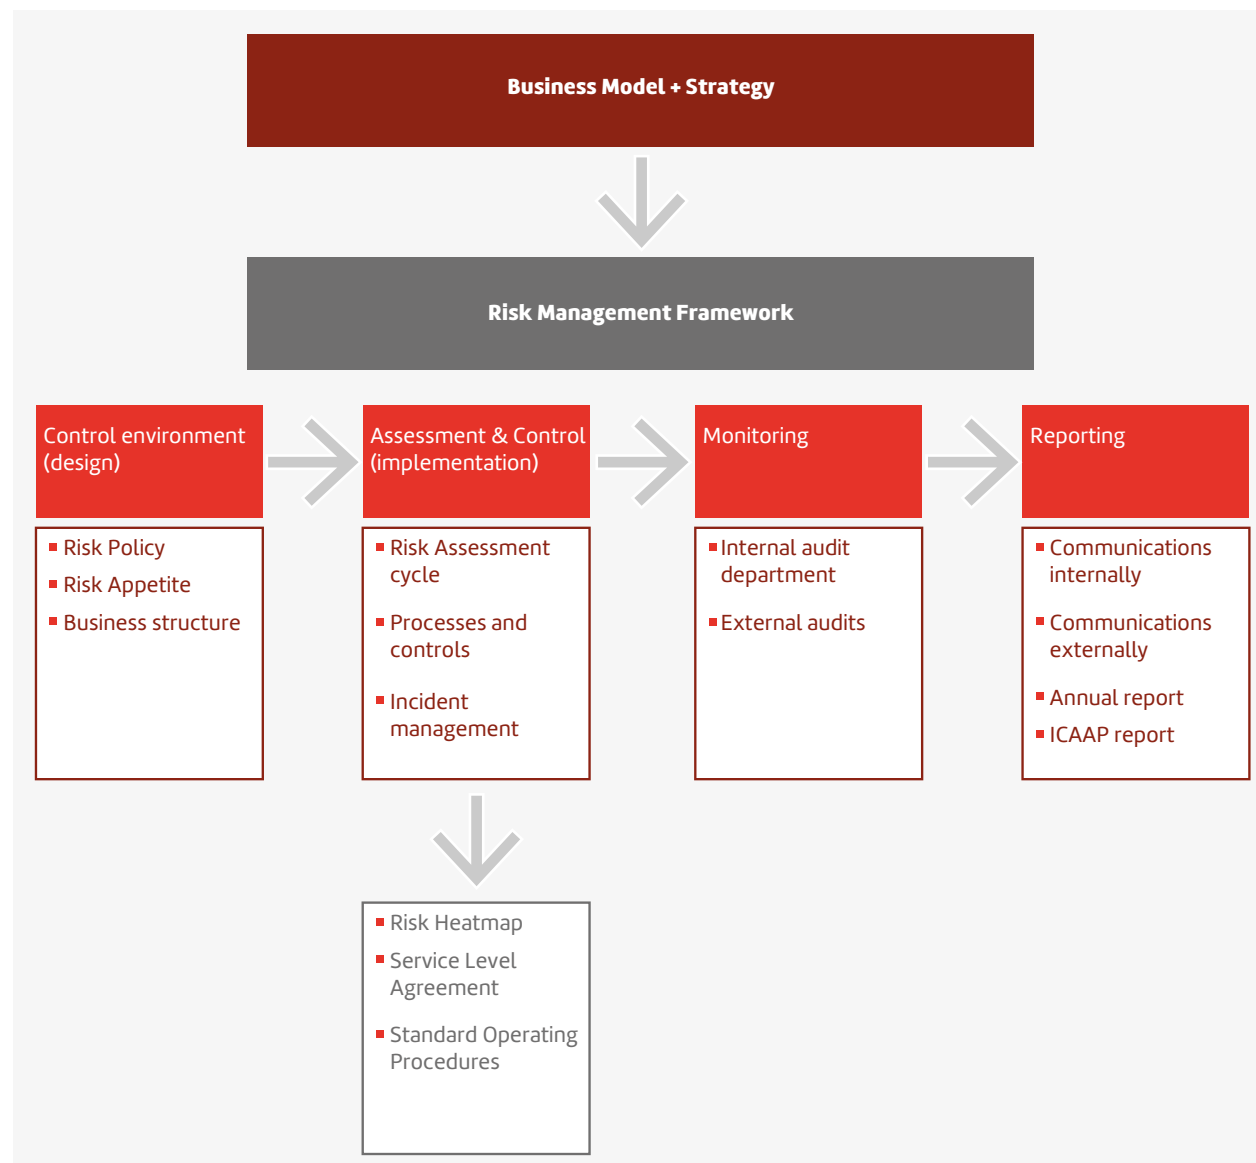 Business Model + Strategy
Risk Management Framework
Control environment
(design)
Assessment & Control
(implementation)
Monitoring
Reporting
Risk Policy
Risk Appetite
Business structure
Risk Assessment
cycle
Processes and
controls
Incident
management
Internal audit
department
External audits
Communications
internally
Communications
externally
Annual report
ICAAP report
Risk Heatmap
Service Level
Agreement
Standard Operating
Procedures